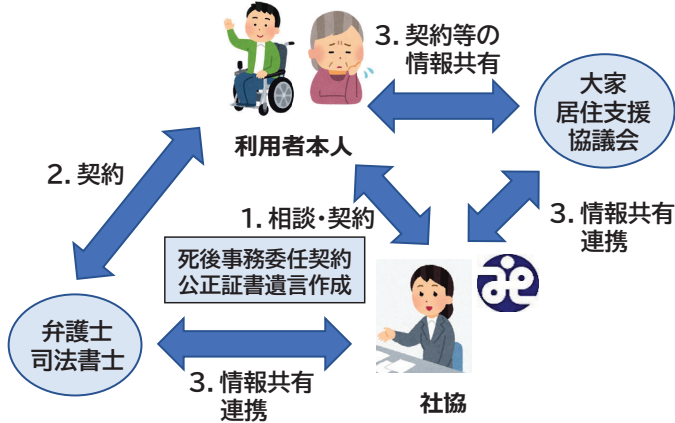 3. 契約等の
情報共有
大家
居住支援
協議会
利用者本人
2. 契約
1. 相談・契約
3. 情報共有
連携
死後事務委任契約
公正証書遺言作成
弁護士
司法書士
3. 情報共有
連携
社協